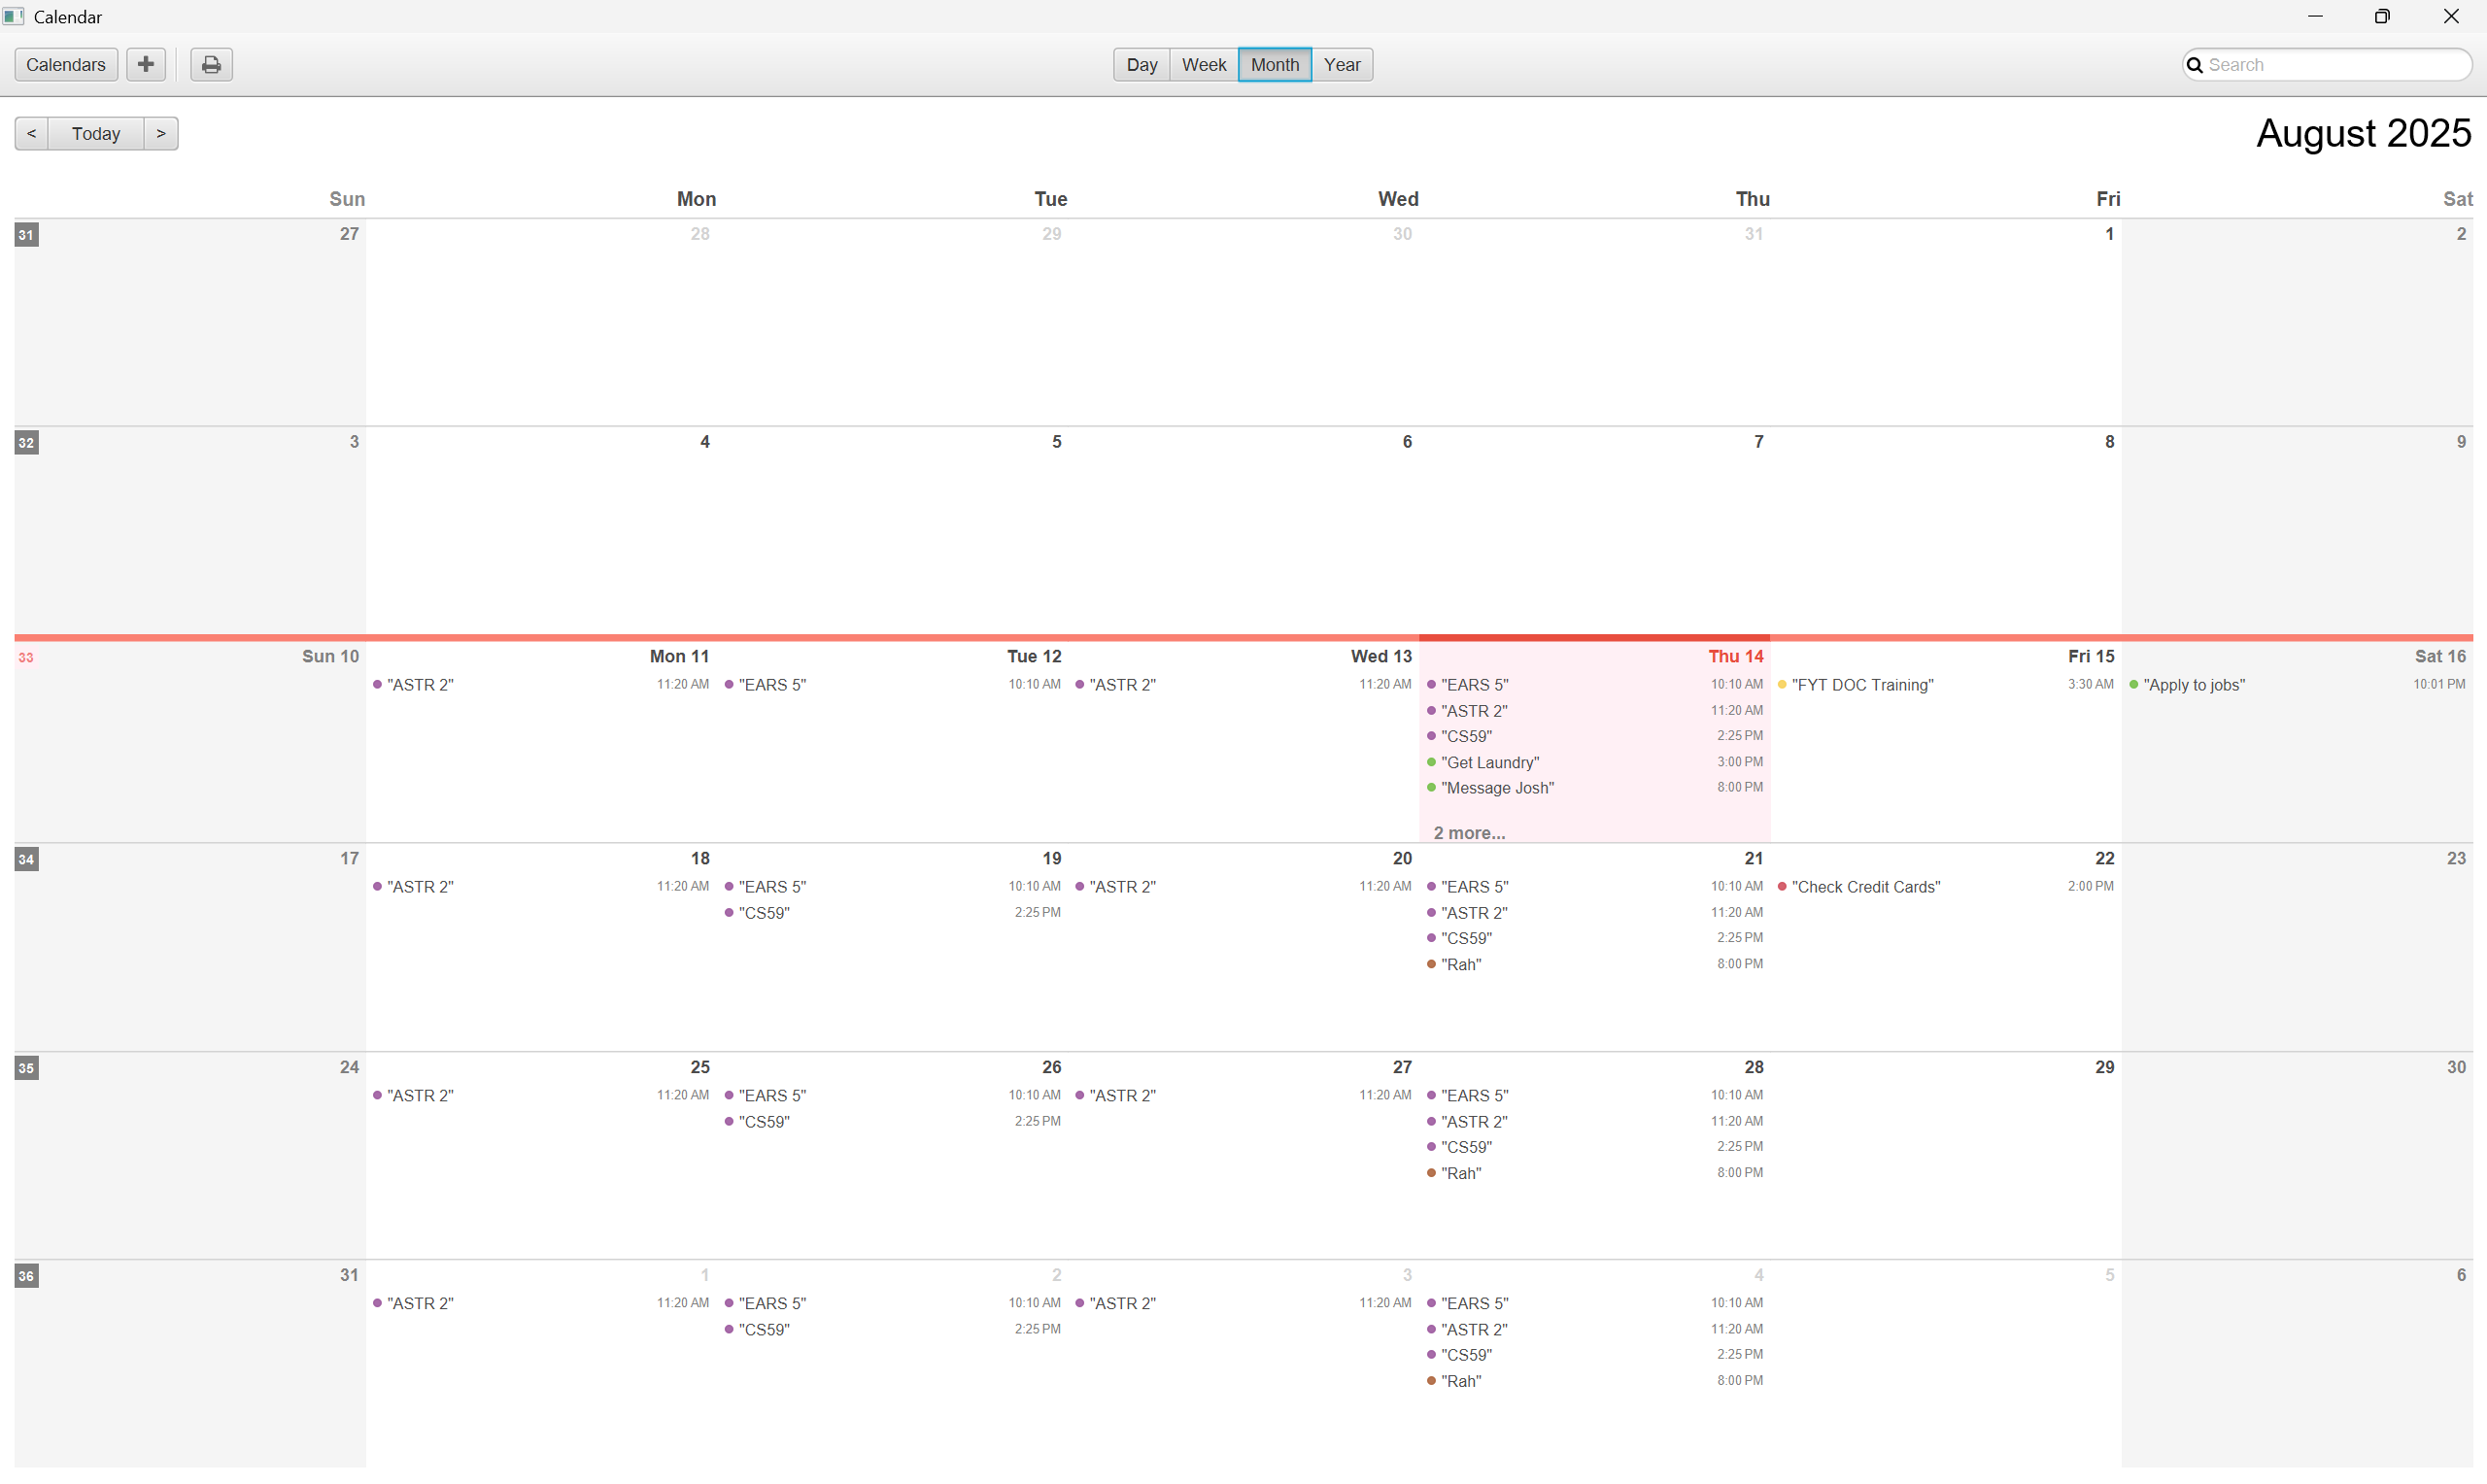 Calendar
Calendars
Day Week Month Year
Search
< Today >
August 2025
Sun Mon Tue Wed Thu Fri Sat
31 27 28 29 30 31 1 2
32 3 4 5 6 7 8 9
33 Sun 10 Mon 11 Tue 12 Wed 13 Thu 14 Fri 15 Sat 16
"ASTR 2" 11:20 AM "EARS 5" 10:10 AM "ASTR 2" 11:20 AM "EARS 5" 10:10 AM "FYT DOC Training" 3:30 AM "Apply to jobs" 10:01 PM
"ASTR 2" 11:20 AM
"CS59" 2:25 PM
"Get Laundry" 3:00 PM
"Message Josh" 8:00 PM
2 more...
34 17 18 19 20 21 22 23
"ASTR 2" 11:20 AM "EARS 5" 10:10 AM "ASTR 2" 11:20 AM "EARS 5" 10:10 AM "Check Credit Cards" 2:00 PM
"CS59" 2:25 PM "ASTR 2" 11:20 AM
"CS59" 2:25 PM
"Rah" 8:00 PM
35 24 25 26 27 28 29 30
"ASTR 2" 11:20 AM "EARS 5" 10:10 AM "ASTR 2" 11:20 AM "EARS 5" 10:10 AM
"CS59" 2:25 PM "ASTR 2" 11:20 AM
"CS59" 2:25 PM
"Rah" 8:00 PM
36 31 1 2 3 4 5 6
"ASTR 2" 11:20 AM "EARS 5" 10:10 AM "ASTR 2" 11:20 AM "EARS 5" 10:10 AM
"CS59" 2:25 PM "ASTR 2" 11:20 AM
"CS59" 2:25 PM
"Rah" 8:00 PM